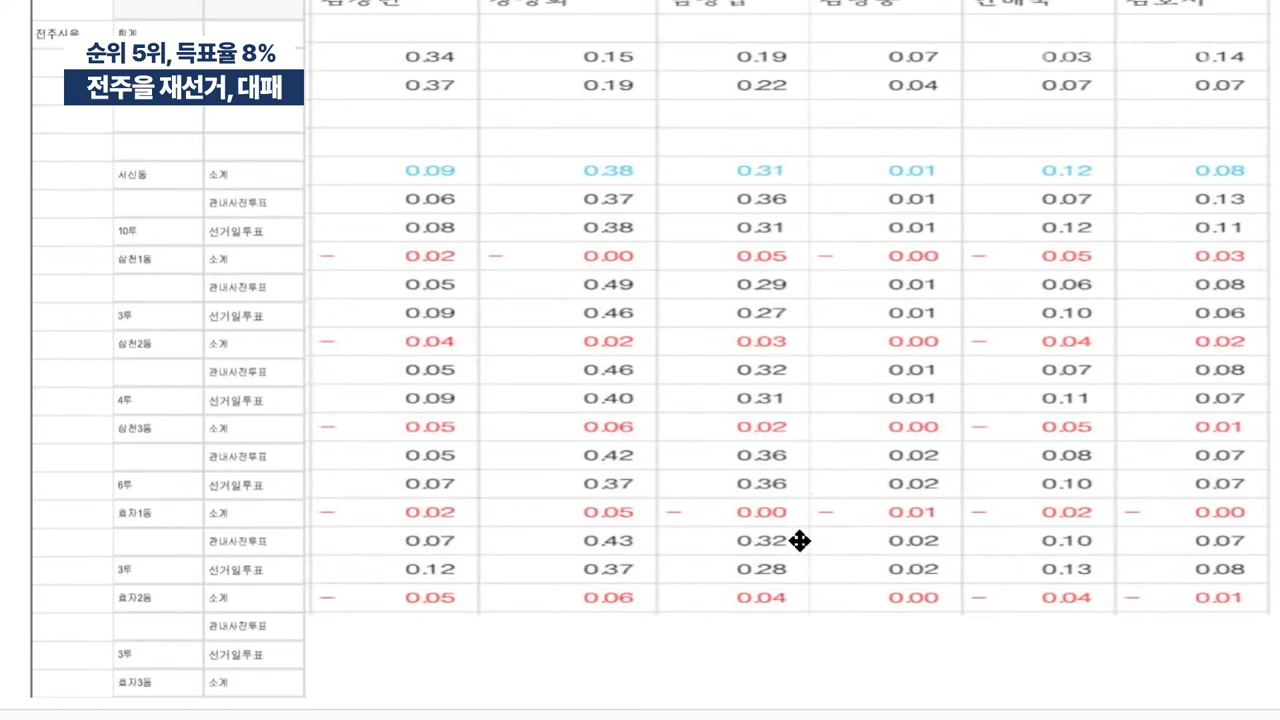 전주시을 합계
순위 5위, 득표율 8%
전주을 재선거, 대패
0.34 0.15 0.19 0.07 0.03 0.14
0.37 0.19 0.22 0.04 0.07 0.07
서신동 소계 0.09 0.38 0.31 0.01 0.12 0.08
관내사전투표 0.06 0.37 0.36 0.01 0.07 0.13
10투 선거일투표 0.08 0.38 0.31 0.01 0.12 0.11
삼천1동 소계 - 0.02 - 0.00 0.05 - 0.00 - 0.05 0.03
관내사전투표 0.05 0.49 0.29 0.01 0.06 0.08
3투 선거일투표 0.09 0.46 0.27 0.01 0.10 0.06
삼천2동 소계 - 0.04 0.02 0.03 0.00 - 0.04 0.02
관내사전투표 0.05 0.46 0.32 0.01 0.07 0.08
4투 선거일투표 0.09 0.40 0.31 0.01 0.11 0.07
삼천3동 소계 - 0.05 0.06 0.02 0.00 - 0.05 0.01
관내사전투표 0.05 0.42 0.36 0.02 0.08 0.07
6투 선거일투표 0.07 0.37 0.36 0.02 0.10 0.07
효자1동 소계 - 0.02 0.05 - 0.00 - 0.01 - 0.02 - 0.00
관내사전투표 0.07 0.43 0.32 0.02 0.10 0.07
3투 선거일투표 0.12 0.37 0.28 0.02 0.13 0.08
효자2동 소계 - 0.05 0.06 0.04 0.00 - 0.04 - 0.01
관내사전투표
3투 선거일투표
효자3동 소계